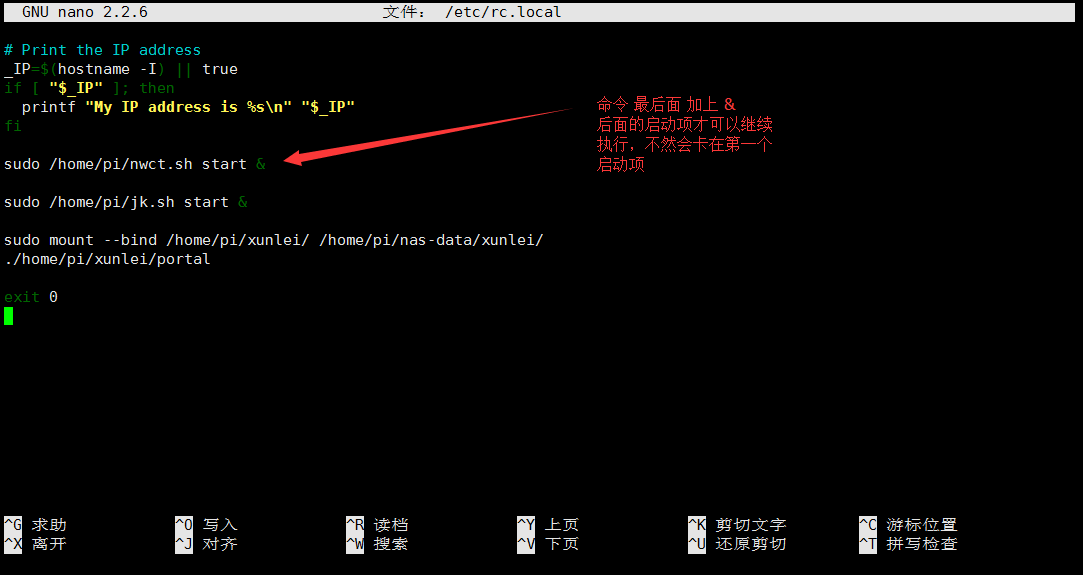 GNU nano 2.2.6 文件: /etc/rc.local
# Print the IP address
_IP=$(hostname -I) || true
if [ "$_IP" ]; then
printf "My IP address is %s\n" "$_IP"
fi
sudo /home/pi/nwct.sh start &
sudo /home/pi/jk.sh start &
sudo mount --bind /home/pi/xunlei/ /home/pi/nas-data/xunlei/
./home/pi/xunlei/portal
exit 0
命令 最后面 加上 &
后面的启动项才可以继续
执行，不然会卡在第一个
启动项
^G 求助 ^O 写入 ^R 读档 ^Y 上页 ^K 剪切文字 ^C 游标位置
^X 离开 ^J 对齐 ^W 搜索 ^V 下页 ^U 还原剪切 ^T 拼写检查